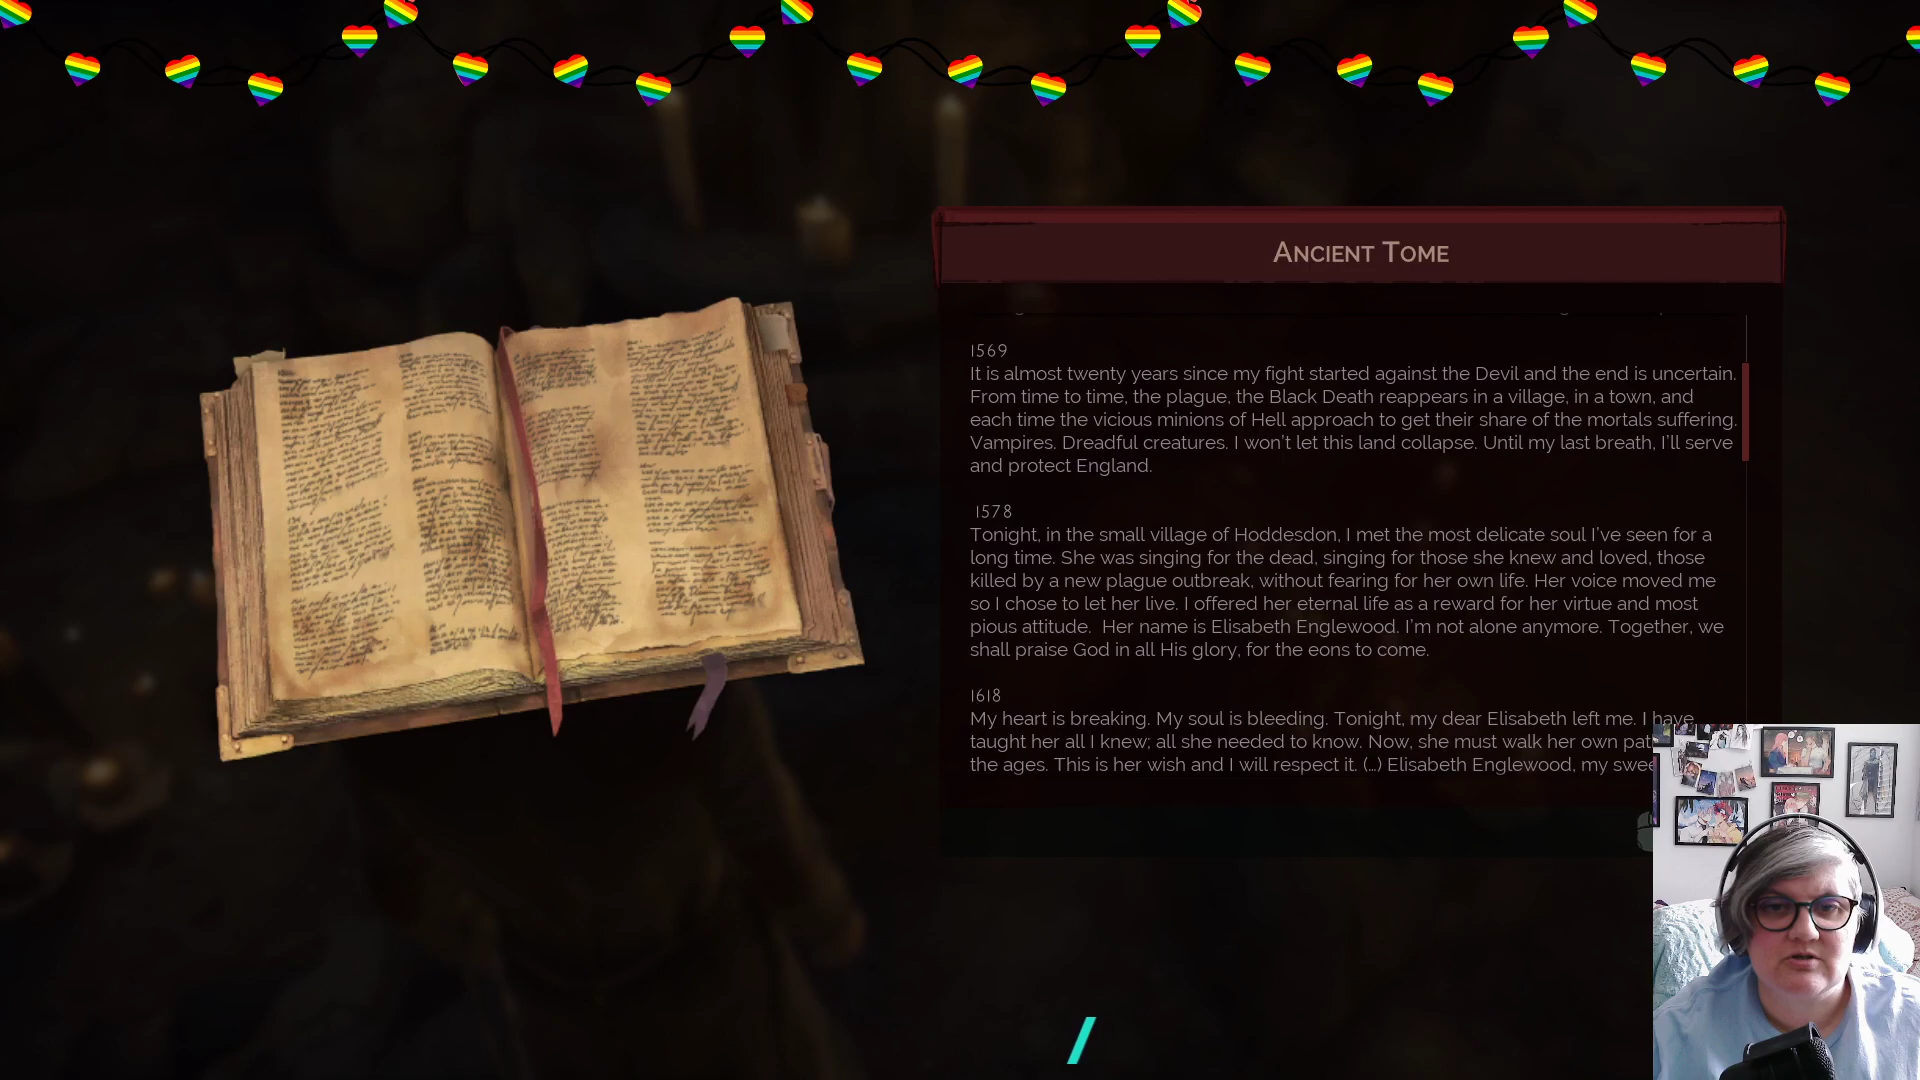 Ancient Tome
1569
It is almost twenty years since my fight started against the Devil and the end is uncertain.
From time to time, the plague, the Black Death reappears in a village, in a town, and
each time the vicious minions of Hell approach to get their share of the mortals suffering.
Vampires. Dreadful creatures. I won't let this land collapse. Until my last breath, I'll serve
and protect England.
1578
Tonight, in the small village of Hoddesdon, I met the most delicate soul I've seen for a
long time. She was singing for the dead, singing for those she knew and loved, those
killed by a new plague outbreak, without fearing for her own life. Her voice moved me
so I chose to let her live. I offered her eternal life as a reward for her virtue and most
pious attitude.  Her name is Elisabeth Englewood. I'm not alone anymore. Together, we
shall praise God in all His glory, for the eons to come.
1618
My heart is breaking. My soul is bleeding. Tonight, my dear Elisabeth left me. I have
taught her all I knew; all she needed to know. Now, she must walk her own pat
the ages. This is her wish and I will respect it. (...) Elisabeth Englewood, my swee